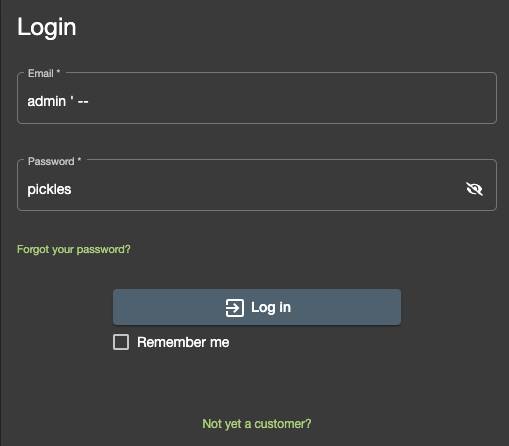 Login
Email *
admin ' --
Password *
pickles
Forgot your password?
Log in
Remember me
Not yet a customer?